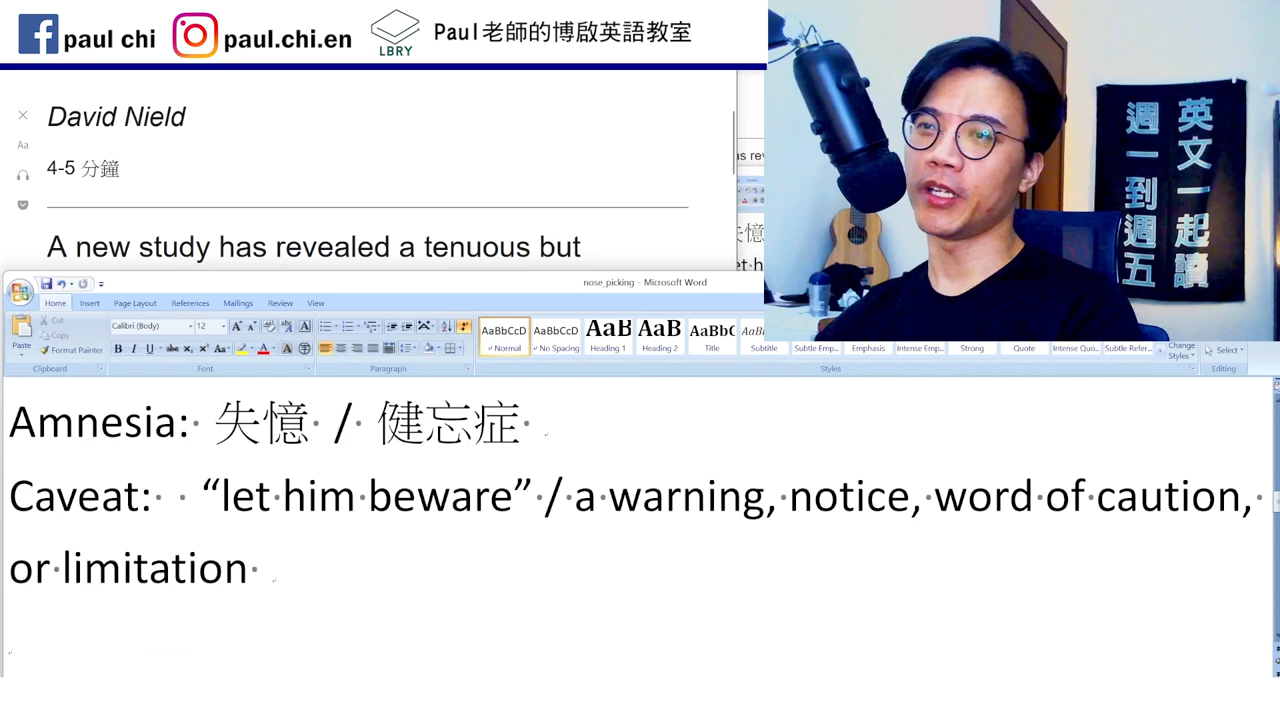 paul chi
paul.chi.en
LBRY
Paul老師的博啟英語教室
David Nield
Aa
4-5 分鐘
A new study has revealed a tenuous but
nose_picking - Microsoft Word
Home Insert Page Layout References Mailings Review View
Paste
Cut
Copy
Format Painter
Calibri (Body) 12
AaBbCcD AaBbCcD AaBb AaBb AaBbC
Normal No Spacing Heading 1 Heading 2 Title Subtitle Subtle Emp... Emphasis Intense Emp... Strong Quote Intense Quo... Subtle Refer...
Change Styles
Select
Clipboard Font Paragraph Styles Editing
Amnesia: 失憶 / 健忘症
Caveat: “let him beware” / a warning, notice, word of caution,
or limitation
英文一起讀
週一到週五